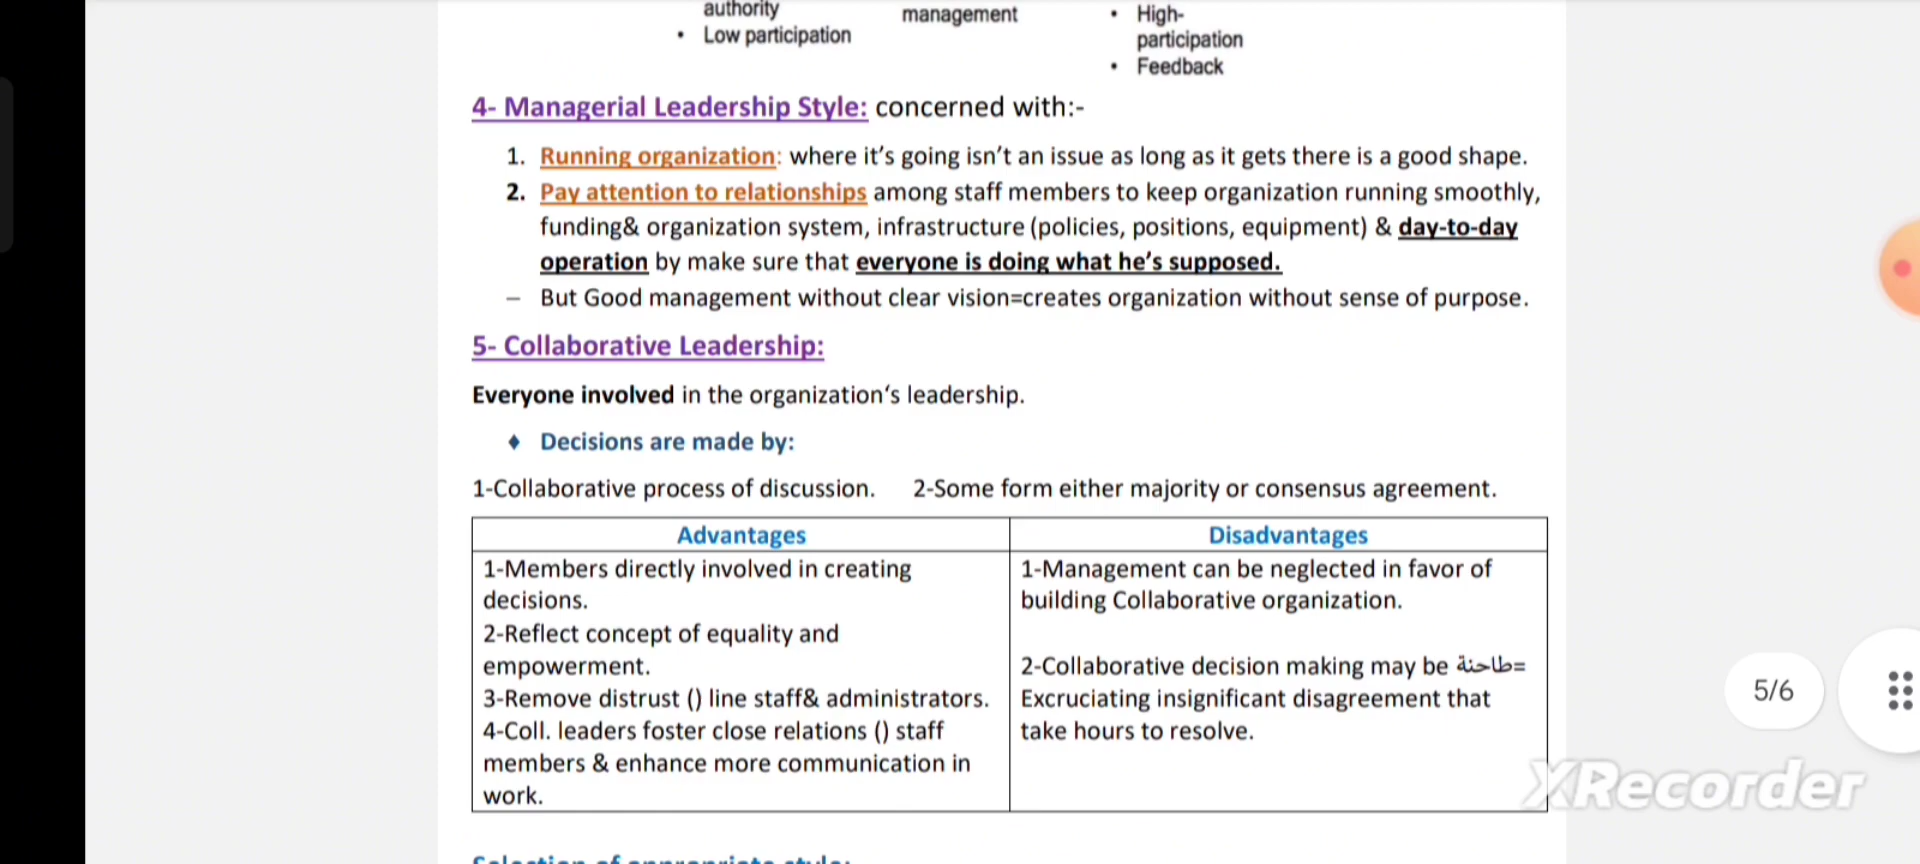 authority
• Low participation
management
• High-
participation
• Feedback
4- Managerial Leadership Style: concerned with:-
1. Running organization: where it’s going isn’t an issue as long as it gets there is a good shape.
2. Pay attention to relationships among staff members to keep organization running smoothly,
funding& organization system, infrastructure (policies, positions, equipment) & day-to-day
operation by make sure that everyone is doing what he’s supposed.
– But Good management without clear vision=creates organization without sense of purpose.
5- Collaborative Leadership:
Everyone involved in the organization‘s leadership.
♦ Decisions are made by:
1-Collaborative process of discussion. 2-Some form either majority or consensus agreement.
Advantages
1-Members directly involved in creating
decisions.
2-Reflect concept of equality and
empowerment.
3-Remove distrust () line staff& administrators.
4-Coll. leaders foster close relations () staff
members & enhance more communication in
work.
Disadvantages
1-Management can be neglected in favor of
building Collaborative organization.
2-Collaborative decision making may be طاحنة=
Excruciating insignificant disagreement that
take hours to resolve.
5/6
XRecorder
Selection of appropriate style: